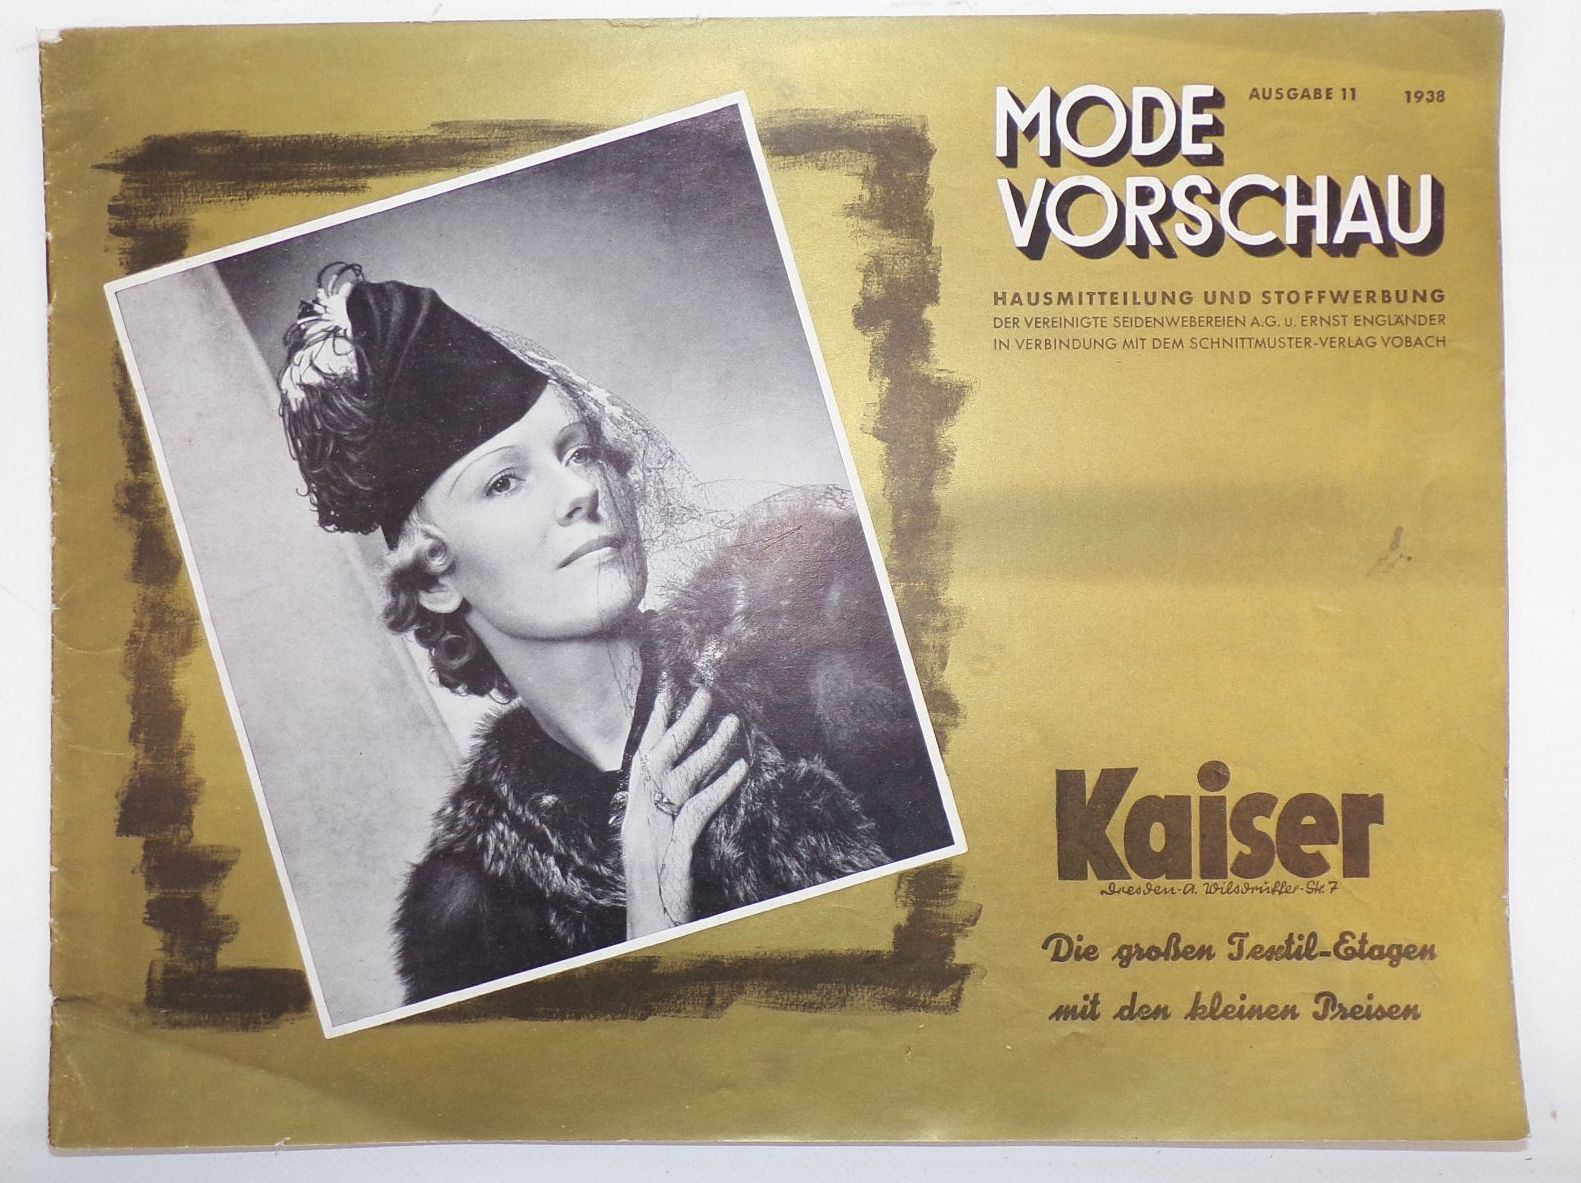 MODE
VORSCHAU
AUSGABE 11 1938
HAUSMITTEILUNG UND STOFFWERBUNG
DER VEREINIGTE SEIDENWEBEREIEN A.G. u. ERNST ENGLÄNDER
IN VERBINDUNG MIT DEM SCHNITTMUSTER-VERLAG VOBACH
Kaiser
Dresden-A. Wilsdruffer-Str. 7
Die großen Textil-Etagen
mit den kleinen Preisen